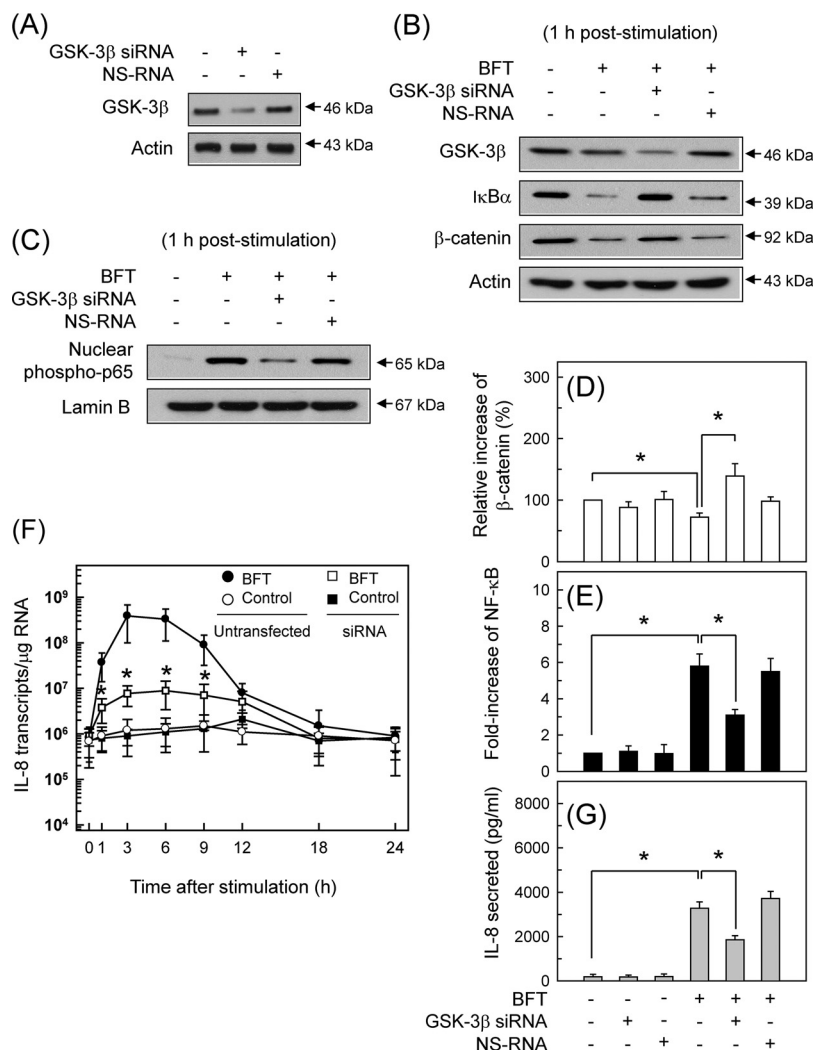 (A)
GSK-3β siRNA - + -
NS-RNA - - +
GSK-3β 46 kDa
Actin 43 kDa
(B)
(1 h post-stimulation)
BFT - + + +
GSK-3β siRNA - - + -
NS-RNA - - - +
GSK-3β 46 kDa
IκBα 39 kDa
β-catenin 92 kDa
Actin 43 kDa
(C)
(1 h post-stimulation)
BFT - + + +
GSK-3β siRNA - - + -
NS-RNA - - - +
Nuclear
phospho-p65 65 kDa
Lamin B 67 kDa
(D)
Relative increase of
β-catenin (%)
300
200
100
0
* *
(E)
Fold-increase of NF-κB
10
8
6
4
2
0
* *
(F)
IL-8 transcripts/μg RNA
10⁹
10⁸
10⁷
10⁶
10⁵
10⁴
BFT BFT
Control Control
Untransfected siRNA
* * * *
0 1 3 6 9 12 18 24
Time after stimulation (h)
(G)
IL-8 secreted (pg/ml)
8000
6000
4000
2000
0
* *
BFT - - - + + +
GSK-3β siRNA - + - - + -
NS-RNA - - + - - +